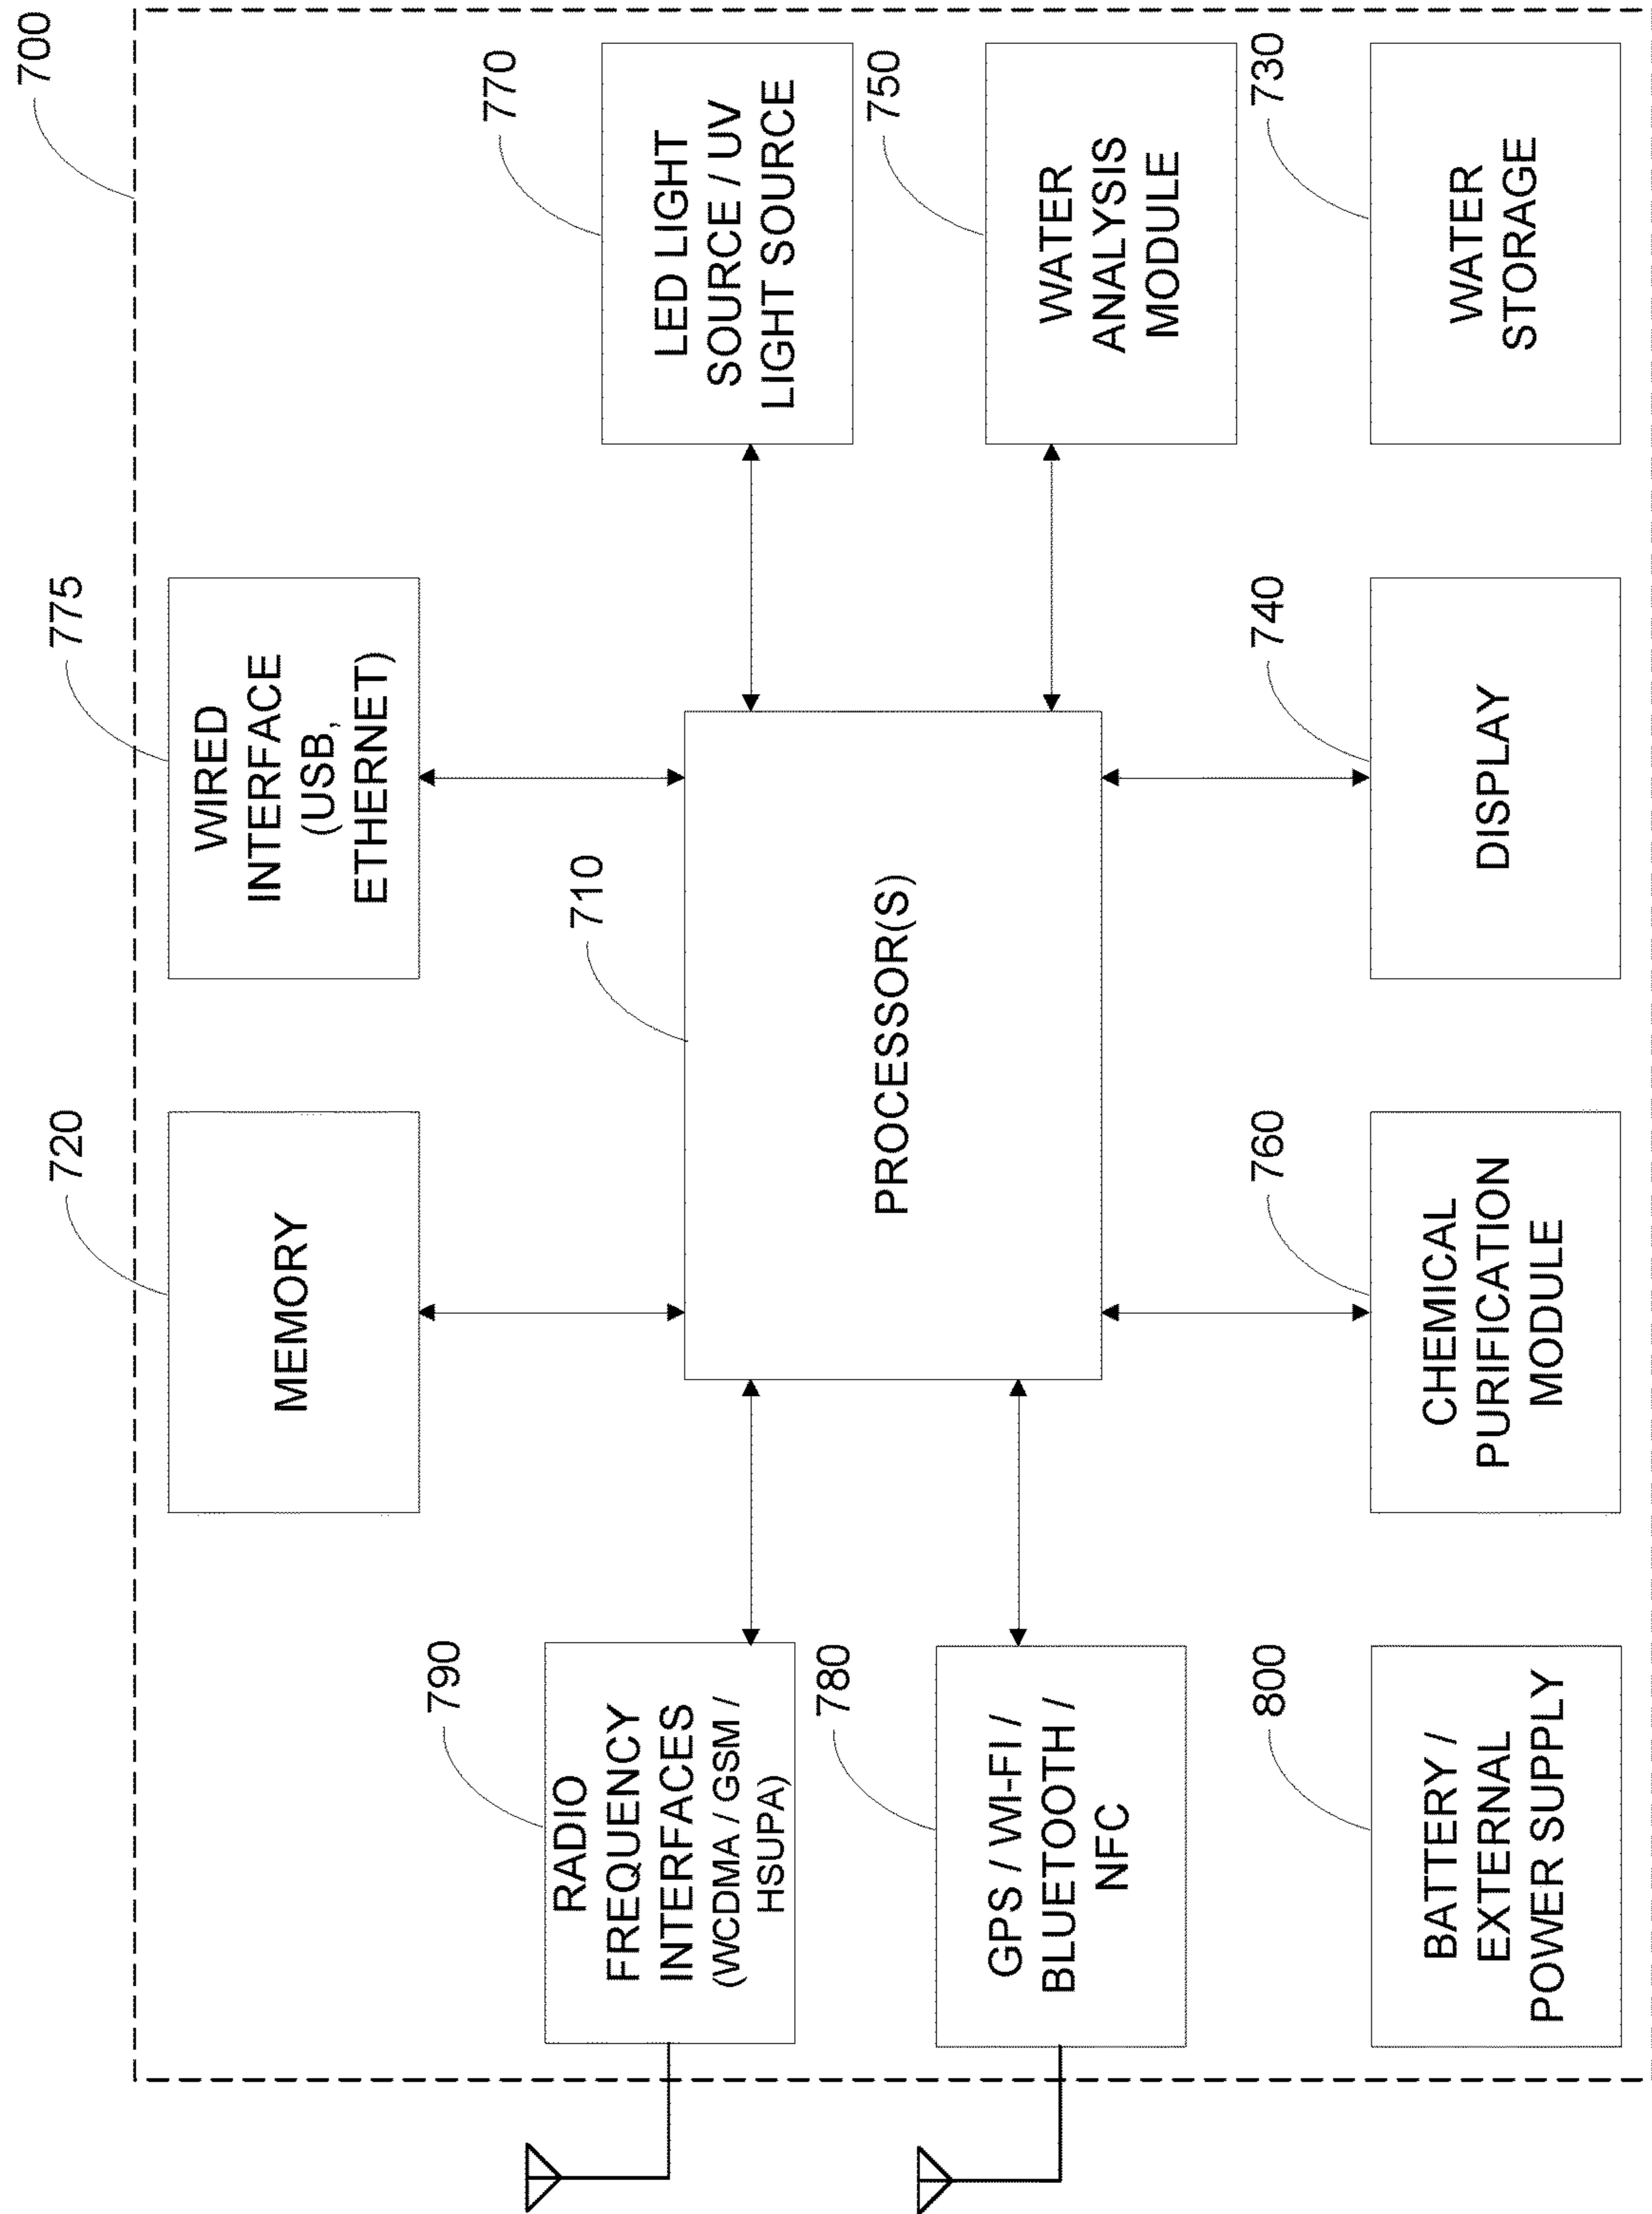 700
720
MEMORY
775
WIRED
INTERFACE
(USB,
ETHERNET)
790
RADIO
FREQUENCY
INTERFACES
(WCDMA / GSM /
HSUPA)
770
LED LIGHT
SOURCE / UV
LIGHT SOURCE
710
PROCESSOR(S)
780
GPS / WI-FI /
BLUETOOTH /
NFC
750
WATER
ANALYSIS
MODULE
800
BATTERY /
EXTERNAL
POWER SUPPLY
760
CHEMICAL
PURIFICATION
MODULE
740
DISPLAY
730
WATER
STORAGE